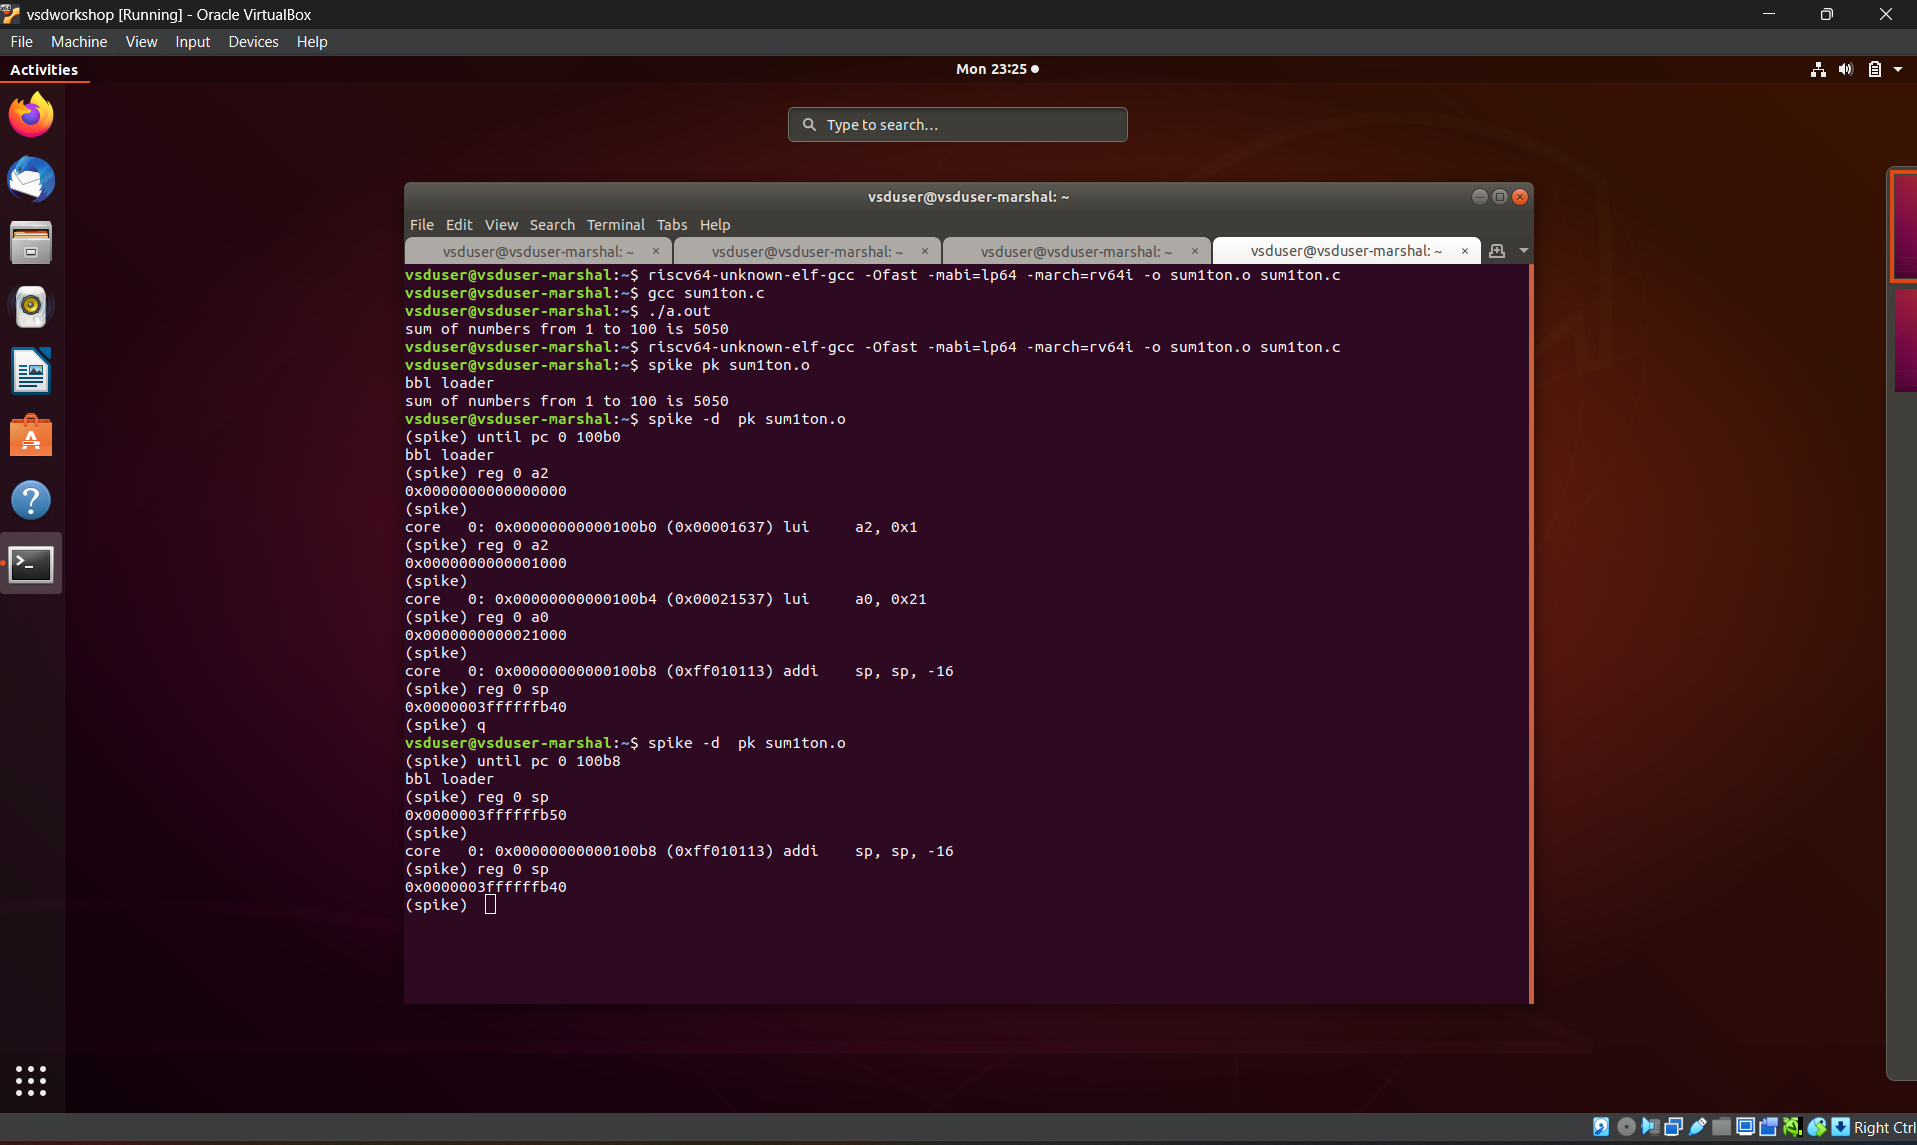 vsdworkshop [Running] - Oracle VirtualBox
File Machine View Input Devices Help
Activities
Mon 23:25
Type to search…
vsduser@vsduser-marshal: ~
File Edit View Search Terminal Tabs Help
vsduser@vsduser-marshal: ~ × vsduser@vsduser-marshal: ~ × vsduser@vsduser-marshal: ~ × vsduser@vsduser-marshal: ~ ×
vsduser@vsduser-marshal:~$ riscv64-unknown-elf-gcc -Ofast -mabi=lp64 -march=rv64i -o sum1ton.o sum1ton.c
vsduser@vsduser-marshal:~$ gcc sum1ton.c
vsduser@vsduser-marshal:~$ ./a.out
sum of numbers from 1 to 100 is 5050
vsduser@vsduser-marshal:~$ riscv64-unknown-elf-gcc -Ofast -mabi=lp64 -march=rv64i -o sum1ton.o sum1ton.c
vsduser@vsduser-marshal:~$ spike pk sum1ton.o
bbl loader
sum of numbers from 1 to 100 is 5050
vsduser@vsduser-marshal:~$ spike -d  pk sum1ton.o
(spike) until pc 0 100b0
bbl loader
(spike) reg 0 a2
0x0000000000000000
(spike)
core   0: 0x00000000000100b0 (0x00001637) lui     a2, 0x1
(spike) reg 0 a2
0x0000000000001000
(spike)
core   0: 0x00000000000100b4 (0x00021537) lui     a0, 0x21
(spike) reg 0 a0
0x0000000000021000
(spike)
core   0: 0x00000000000100b8 (0xff010113) addi    sp, sp, -16
(spike) reg 0 sp
0x0000003ffffffb40
(spike) q
vsduser@vsduser-marshal:~$ spike -d  pk sum1ton.o
(spike) until pc 0 100b8
bbl loader
(spike) reg 0 sp
0x0000003ffffffb50
(spike)
core   0: 0x00000000000100b8 (0xff010113) addi    sp, sp, -16
(spike) reg 0 sp
0x0000003ffffffb40
(spike)
Right Ctrl